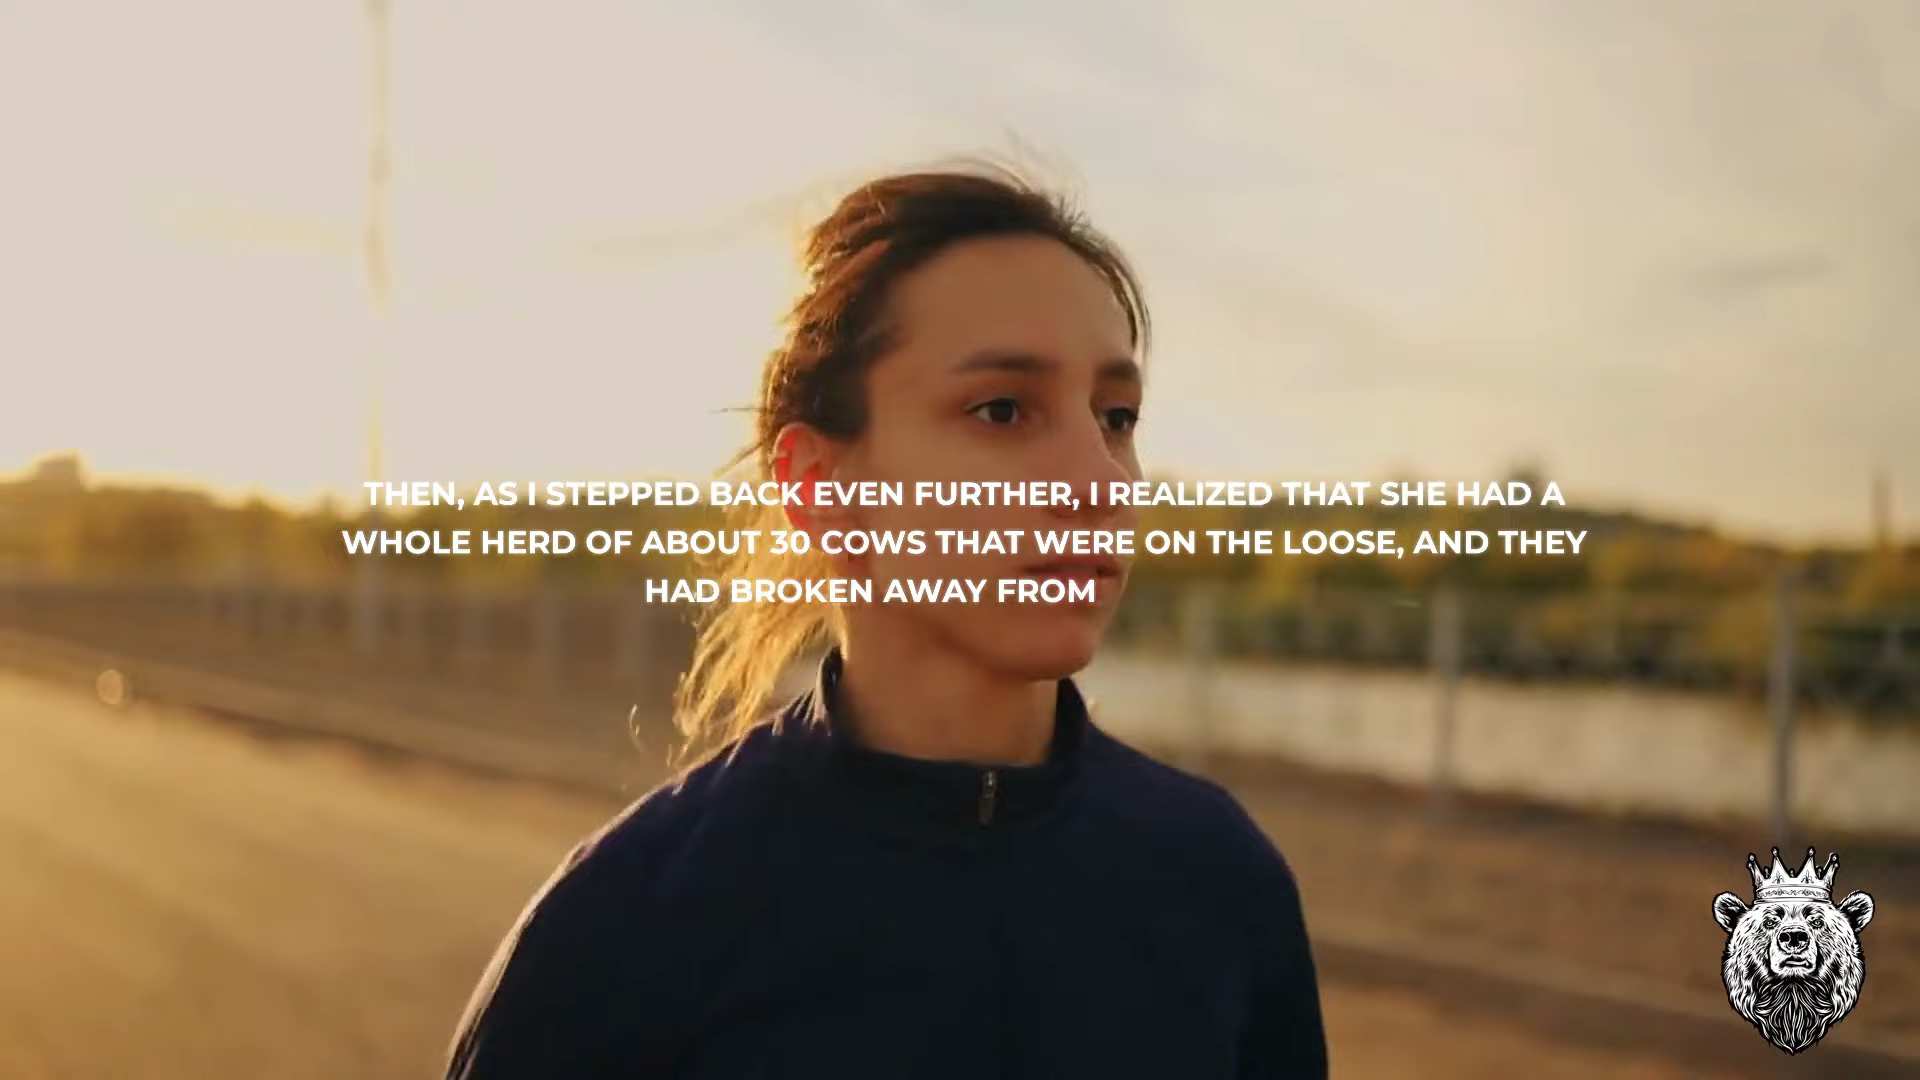 THEN, AS I STEPPED BACK EVEN FURTHER, I REALIZED THAT SHE HAD A
WHOLE HERD OF ABOUT 30 COWS THAT WERE ON THE LOOSE, AND THEY
HAD BROKEN AWAY FROM